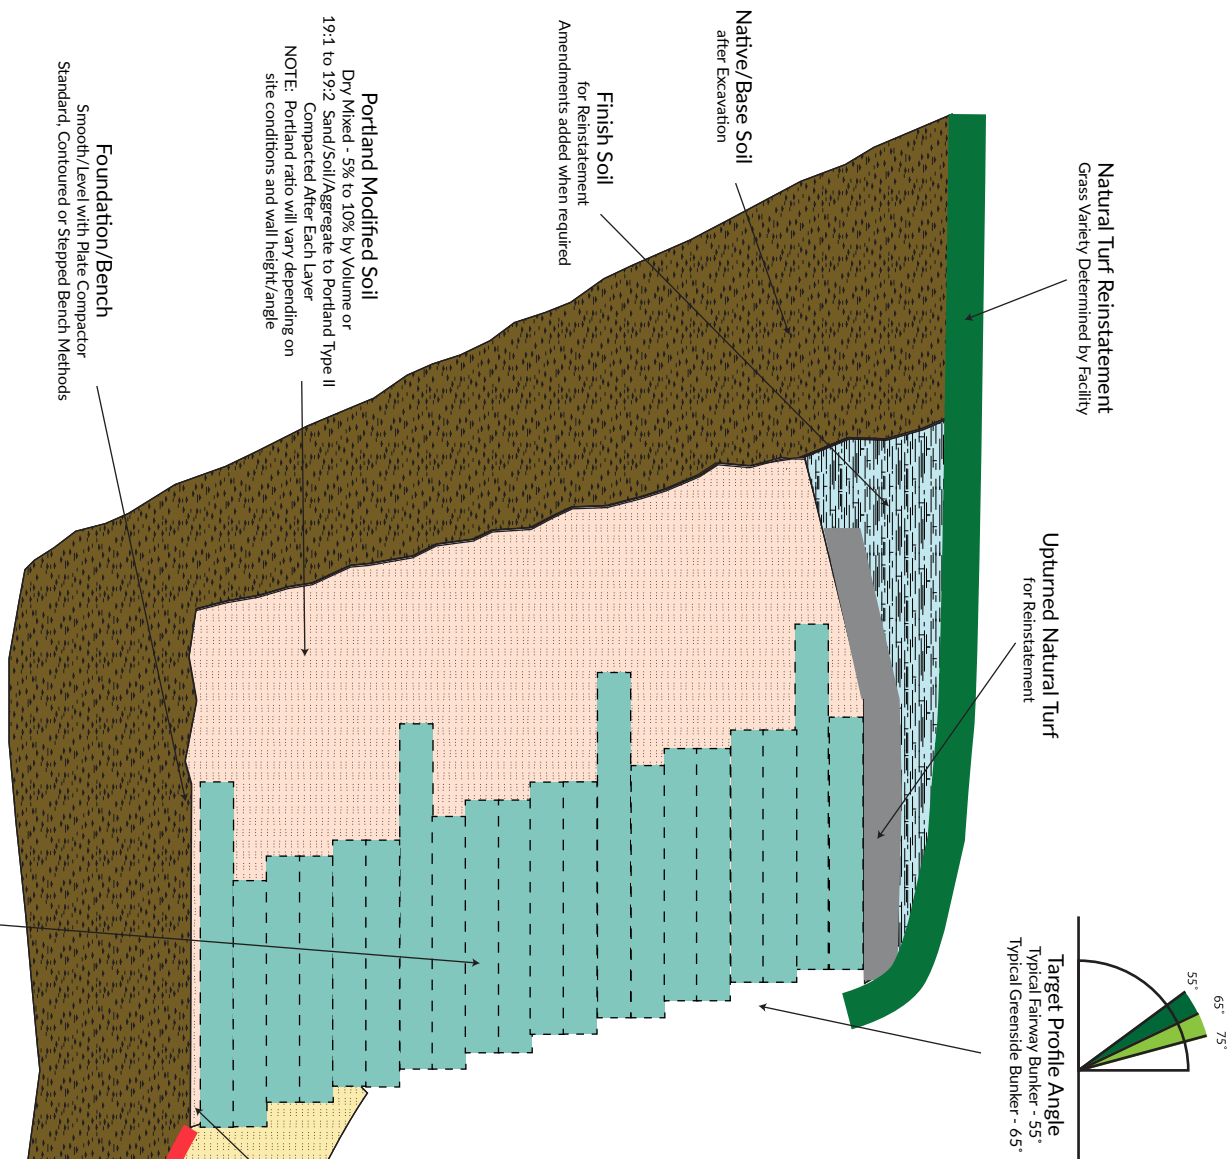 Natural Turf Reinstatement
Grass Variety Determined by Facility
Upturned Natural Turf
for Reinstatement
55°
65°
75°
Target Profile Angle
Typical Fairway Bunker - 55°
Typical Greenside Bunker - 65°
Native/Base Soil
after Excavation
Finish Soil
for Reinstatement
Amendments added when required
Portland Modified Soil
Dry Mixed - 5% to 10% by Volume or
19:1 to 19:2 Sand/Soil/Aggregate to Portland Type II
Compacted After Each Layer
NOTE: Portland ratio will vary depending on
site conditions and wall height/angle
Foundation/Bench
Smooth/Level with Plate Compactor
Standard, Contoured or Stepped Bench Methods